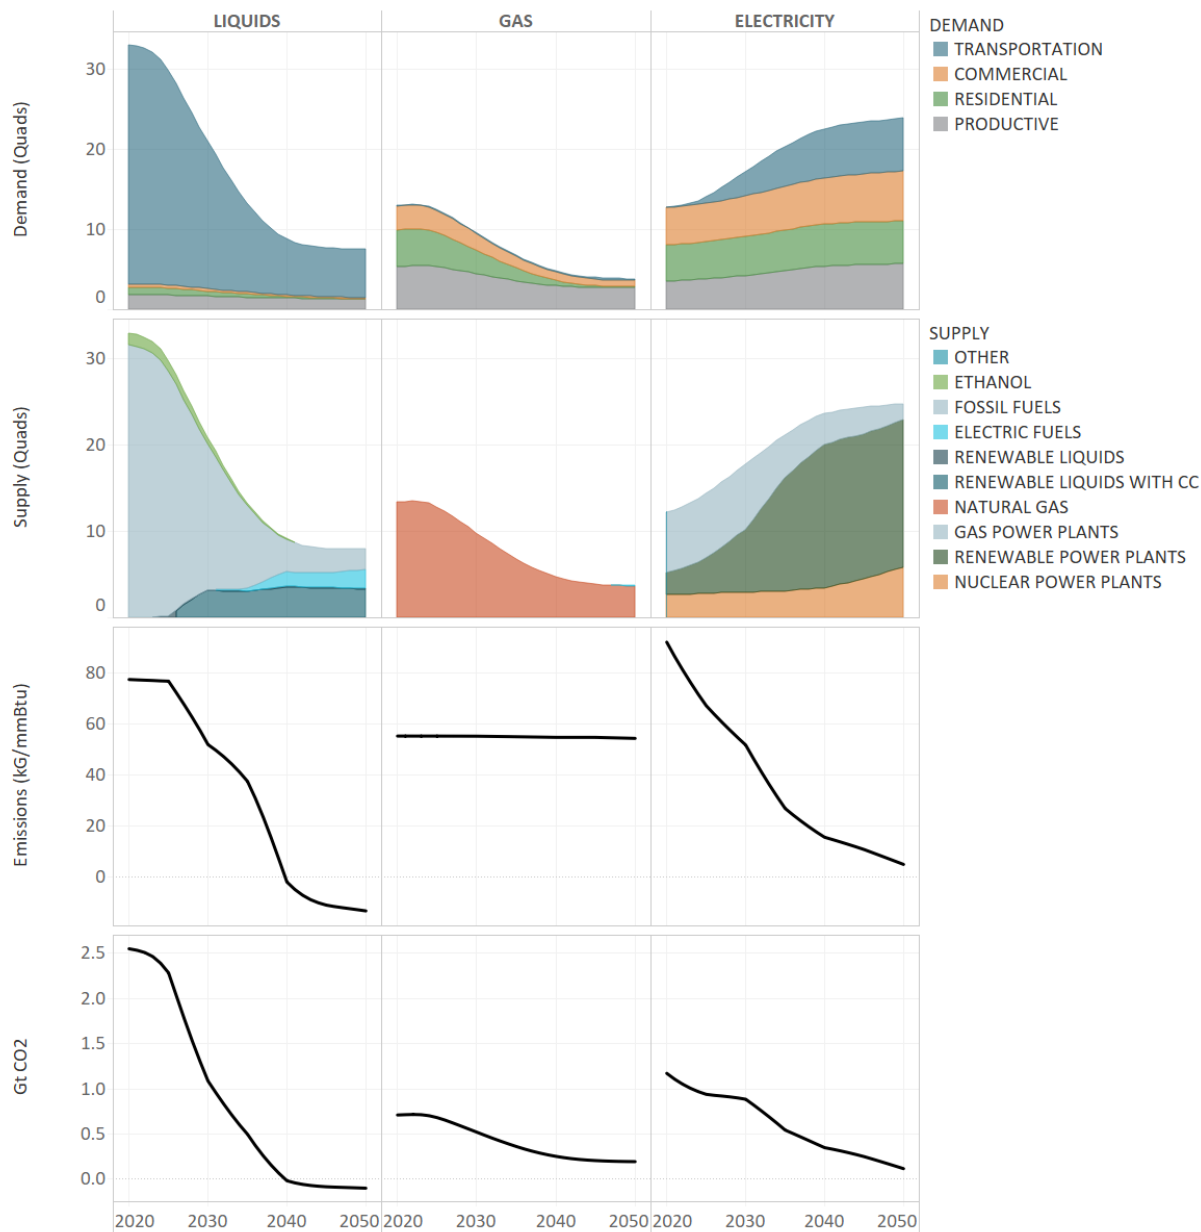 LIQUIDS GAS ELECTRICITY
DEMAND
TRANSPORTATION
COMMERCIAL
RESIDENTIAL
PRODUCTIVE
Demand (Quads)
30
20
10
0
SUPPLY
OTHER
ETHANOL
FOSSIL FUELS
ELECTRIC FUELS
RENEWABLE LIQUIDS
RENEWABLE LIQUIDS WITH CC
NATURAL GAS
GAS POWER PLANTS
RENEWABLE POWER PLANTS
NUCLEAR POWER PLANTS
Supply (Quads)
30
20
10
0
Emissions (kG/mmBtu)
80
60
40
20
0
Gt CO2
2.5
2.0
1.5
1.0
0.5
0.0
2020 2030 2040 2050 2020 2030 2040 2050 2020 2030 2040 2050